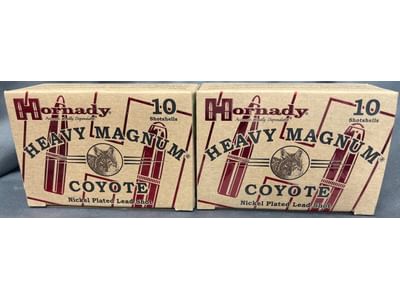 Hornady® 10
Shotshells
HEAVY MAGNUM®
COYOTE
Nickel Plated Lead Shot
Hornady® 10
Shotshells
HEAVY MAGNUM®
COYOTE
Nickel Plated Lead Shot